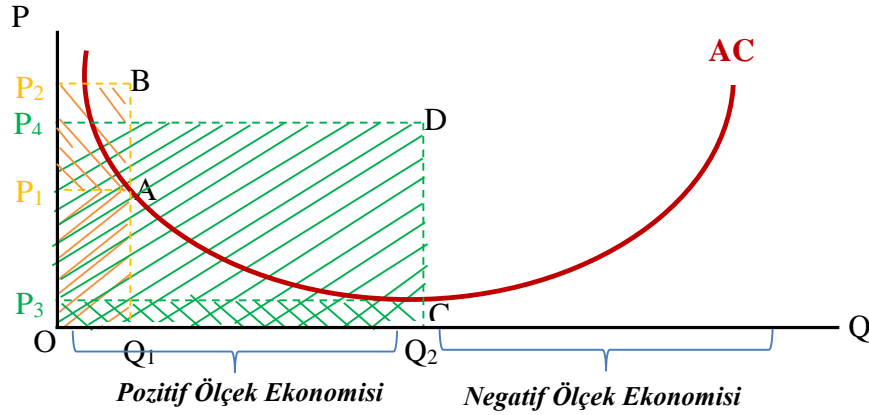 P
AC
P₂
B
P₄
D
P₁
A
P₃
C
O
Q₁
Q₂
Q
Pozitif Ölçek Ekonomisi
Negatif Ölçek Ekonomisi